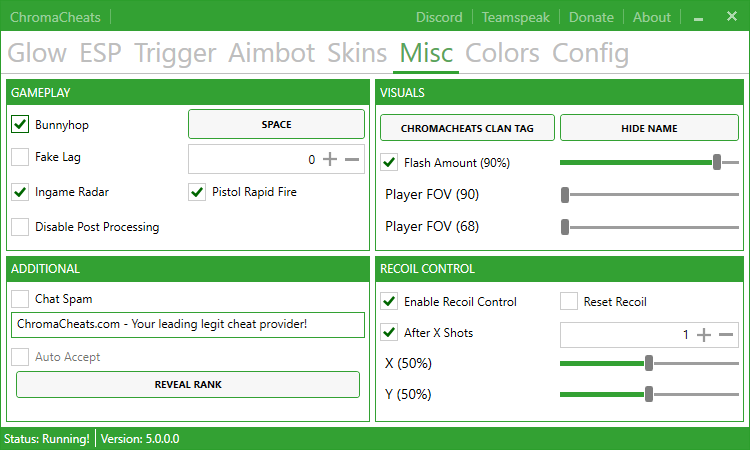 ChromaCheats Discord Teamspeak Donate About
Glow ESP Trigger Aimbot Skins Misc Colors Config
GAMEPLAY
Bunnyhop SPACE
Fake Lag 0
Ingame Radar Pistol Rapid Fire
Disable Post Processing
VISUALS
CHROMACHEATS CLAN TAG HIDE NAME
Flash Amount (90%)
Player FOV (90)
Player FOV (68)
ADDITIONAL
Chat Spam
ChromaCheats.com - Your leading legit cheat provider!
Auto Accept
REVEAL RANK
RECOIL CONTROL
Enable Recoil Control Reset Recoil
After X Shots 1
X (50%)
Y (50%)
Status: Running! Version: 5.0.0.0